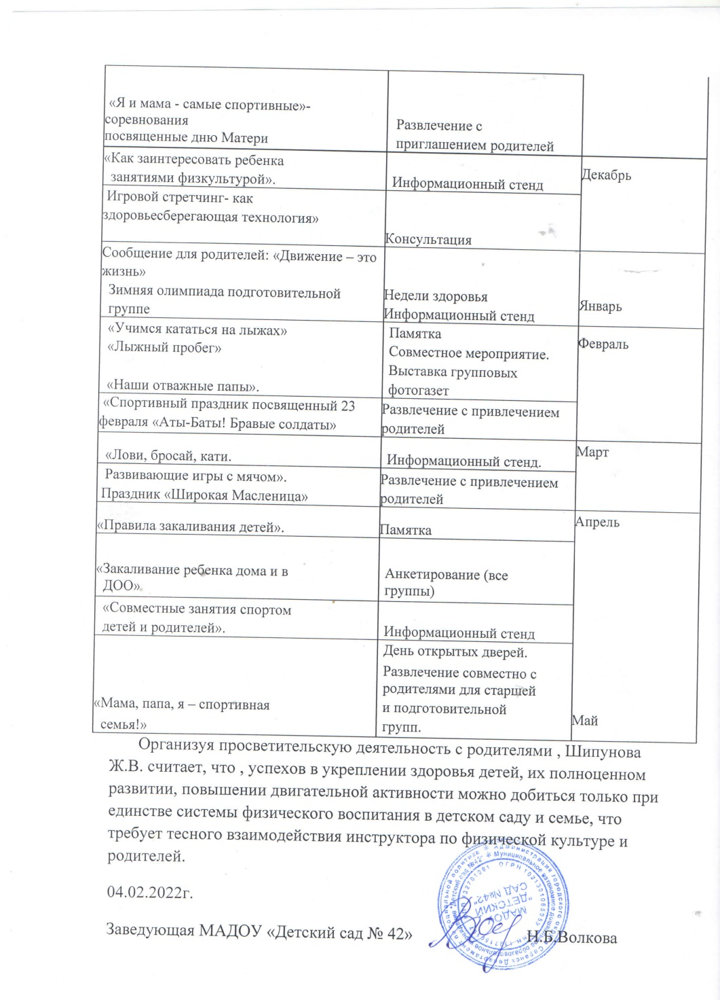 «Я и мама - самые спортивные»-
соревнования
посвященные дню Матери
Развлечение с
приглашением родителей
«Как заинтересовать ребенка
занятиями физкультурой».
Информационный стенд
Декабрь
Игровой стретчинг- как
здоровьесберегающая технология»
Консультация
Сообщение для родителей: «Движение – это
жизнь»
Зимняя олимпиада подготовительной
группе
Недели здоровья
Информационный стенд
Январь
«Учимся кататься на лыжах»
«Лыжный пробег»
«Наши отважные папы».
Памятка
Совместное мероприятие.
Выставка групповых
фотогазет
Февраль
«Спортивный праздник посвященный 23
февраля «Аты-Баты! Бравые солдаты»
Развлечение с привлечением
родителей
«Лови, бросай, кати.
Информационный стенд.
Март
Развивающие игры с мячом».
Праздник «Широкая Масленица»
Развлечение с привлечением
родителей
«Правила закаливания детей».
Памятка
Апрель
«Закаливание ребенка дома и в
ДОО»
Анкетирование (все
группы)
«Совместные занятия спортом
детей и родителей».
Информационный стенд
«Мама, папа, я – спортивная
семья!»
День открытых дверей.
Развлечение совместно с
родителями для старшей
и подготовительной
групп.
Май
Организуя просветительскую деятельность с родителями , Шипунова
Ж.В. считает, что , успехов в укреплении здоровья детей, их полноценном
развитии, повышении двигательной активности можно добиться только при
единстве системы физического воспитания в детском саду и семье, что
требует тесного взаимодействия инструктора по физической культуре и
родителей.
04.02.2022г.
Заведующая МАДОУ «Детский сад № 42»
Н.Б.Волкова
МАДОУ
"ДЕТСКИЙ
САД №42"